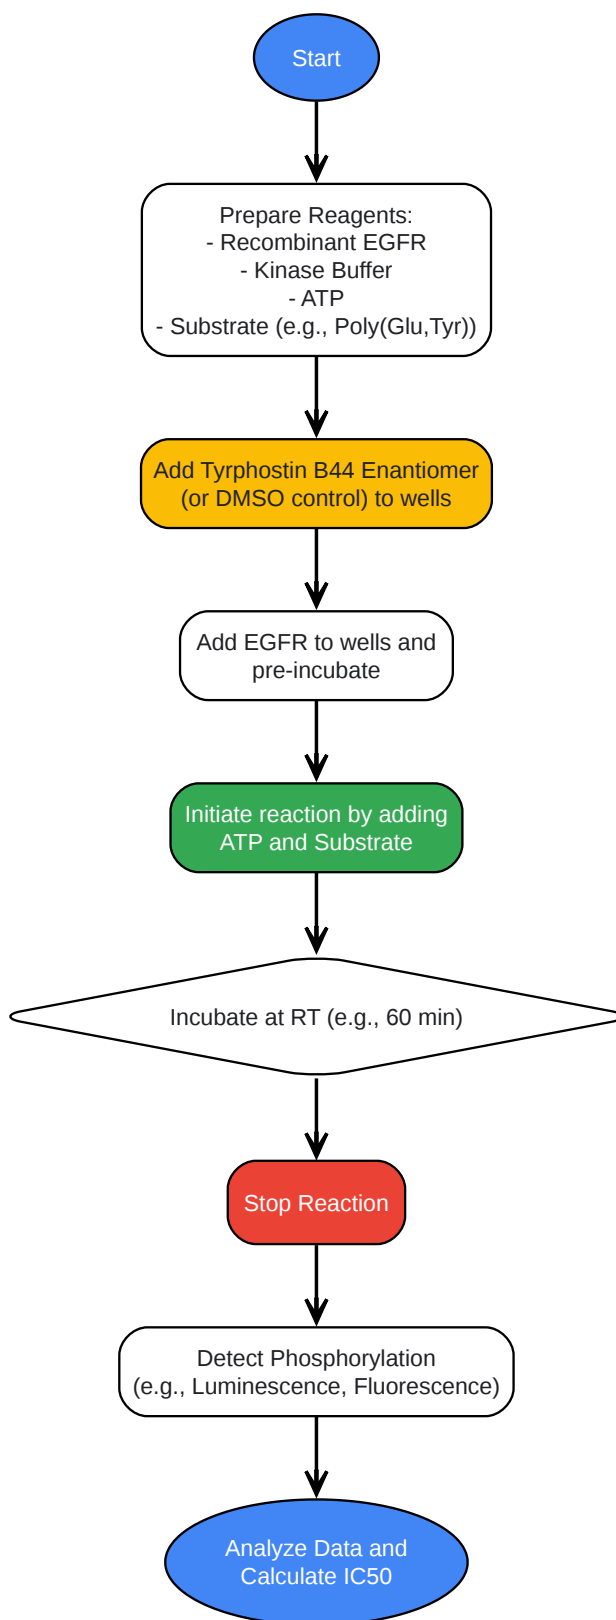 Start
Prepare Reagents:
- Recombinant EGFR
- Kinase Buffer
- ATP
- Substrate (e.g., Poly(Glu,Tyr))
Add Tyrphostin B44 Enantiomer
(or DMSO control) to wells
Add EGFR to wells and
pre-incubate
Initiate reaction by adding
ATP and Substrate
Incubate at RT (e.g., 60 min)
Stop Reaction
Detect Phosphorylation
(e.g., Luminescence, Fluorescence)
Analyze Data and
Calculate IC50